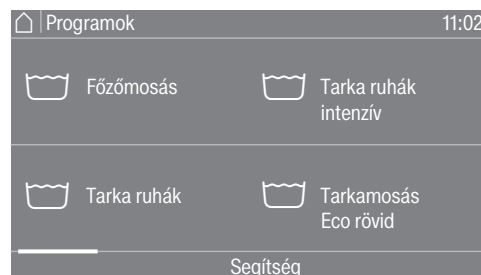 Programok
11:02
Főzőmosás
Tarka ruhák
intenzív
Tarka ruhák
Tarkamosás
Eco rövid
Segítség